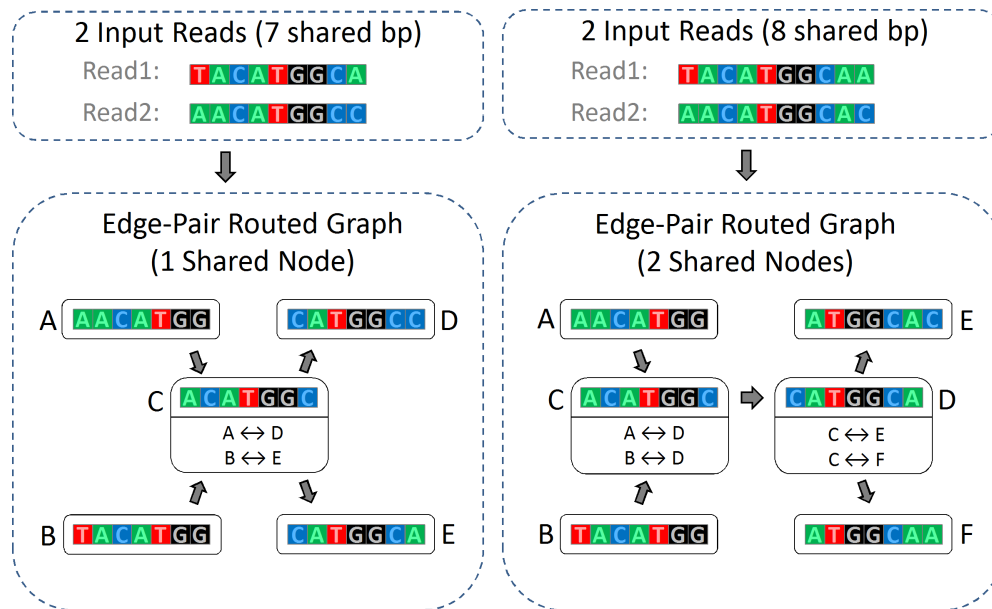 2 Input Reads (7 shared bp)
Read1: TACATGGCA
Read2: AACATGGCC
Edge-Pair Routed Graph
(1 Shared Node)
A AACATGG
CATGGCC D
C ACATGGC
A ↔ D
B ↔ E
B TACATGG
CATGGCA E
2 Input Reads (8 shared bp)
Read1: TACATGGCAA
Read2: AACATGGCAC
Edge-Pair Routed Graph
(2 Shared Nodes)
A AACATGG
ATGGCAC E
C ACATGGC
CATGGCA D
A ↔ D
B ↔ D
C ↔ E
C ↔ F
B TACATGG
ATGGCAA F